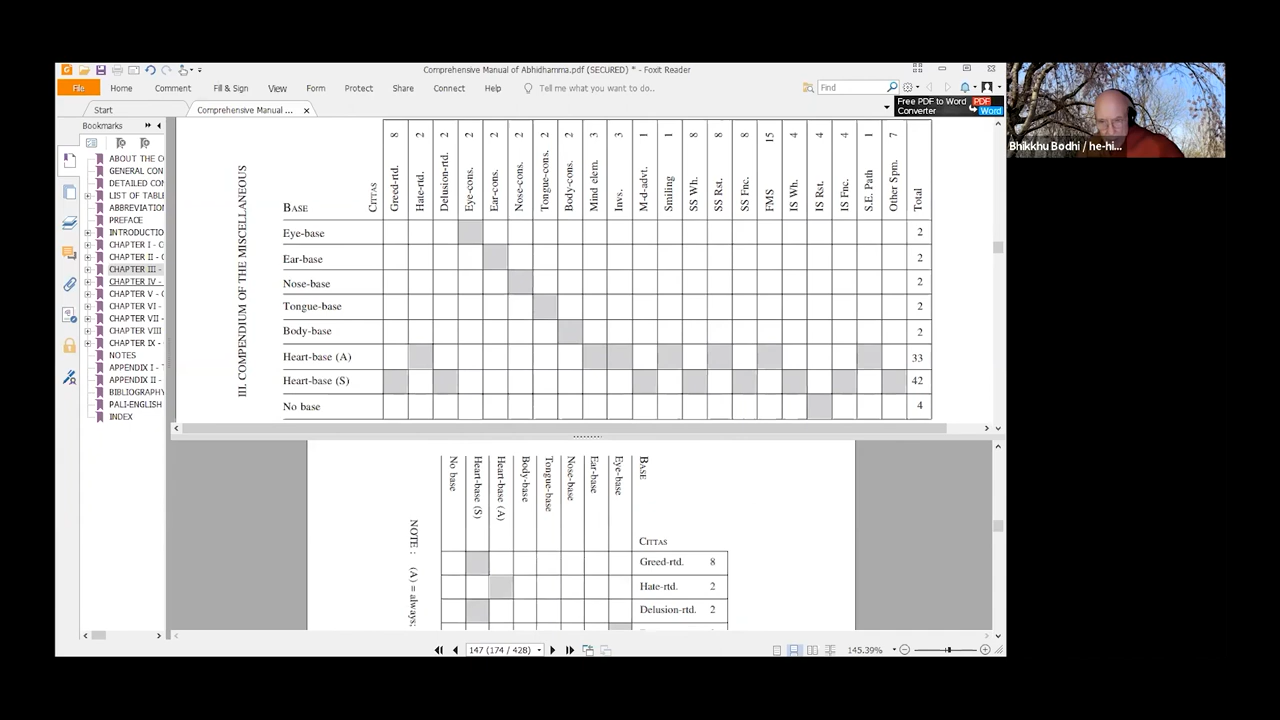 Comprehensive Manual of Abhidhamma.pdf (SECURED) * - Foxit Reader
File Home Comment Fill & Sign View Form Protect Share Connect Help Tell me what you want to do.. Find
Start Comprehensive Manual ...
Free PDF to Word Converter PDF Word
Bookmarks
ABOUT THE C
GENERAL CON
DETAILED CON
LIST OF TABLE
ABBREVIATION
PREFACE
INTRODUCTIO
CHAPTER I - C
CHAPTER II - C
CHAPTER III -
CHAPTER IV -
CHAPTER V - C
CHAPTER VI -
CHAPTER VII -
CHAPTER VIII
CHAPTER IX -
NOTES
APPENDIX I - T
APPENDIX II -
BIBLIOGRAPHY
PALI-ENGLISH
INDEX
III. COMPENDIUM OF THE MISCELLANEOUS
BASE
CITTAS
Greed-rtd. 8
Hate-rtd. 2
Delusion-rtd. 2
Eye-cons. 2
Ear-cons. 2
Nose-cons. 2
Tongue-cons. 2
Body-cons. 2
Mind elem. 3
Invs. 3
M-d-advt. 1
Smiling 1
SS Wh. 8
SS Rst. 8
SS Fnc. 8
FMS 15
IS Wh. 4
IS Rst. 4
IS Fnc. 4
S.E. Path 1
Other Spm. 7
Total
Eye-base 2
Ear-base 2
Nose-base 2
Tongue-base 2
Body-base 2
Heart-base (A) 33
Heart-base (S) 42
No base 4
BASE
Eye-base
Ear-base
Nose-base
Tongue-base
Body-base
Heart-base (A)
Heart-base (S)
No base
NOTE : (A) = always;
CITTAS
Greed-rtd. 8
Hate-rtd. 2
Delusion-rtd. 2
147 (174 / 428)
145.39%
Bhikkhu Bodhi / he-hi...